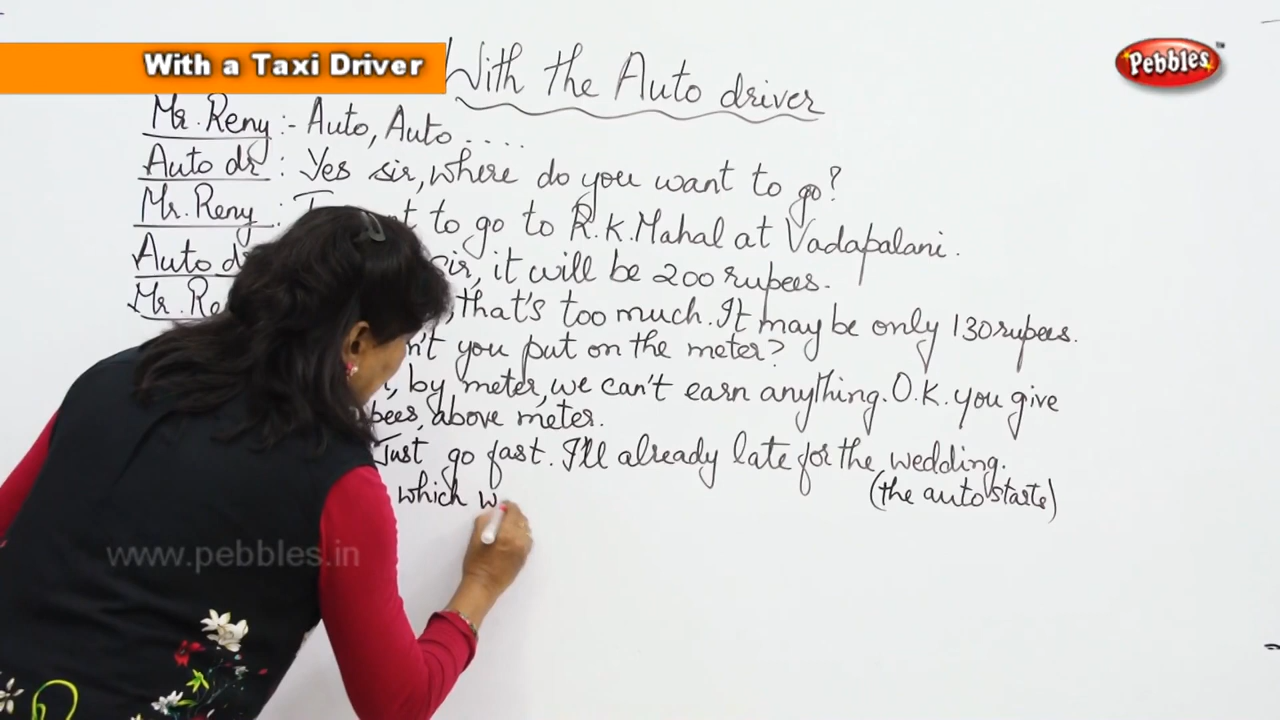 With a Taxi Driver
Pebbles™
With the Auto driver
Mr. Reny :- Auto, Auto ....
Auto dr : Yes sir, where do you want to go?
Mr. Reny : I t to go to R.K.Mahal at Vadapalani.
Auto d sir, it will be 200 rupees.
Mr. Re , that's too much. It may be only 130 rupees.
n't you put on the meter?
, by meter, we can't earn anything. O.K. you give
bees, above meter.
Just go fast. I'll already late for the wedding.
which w (the auto starts)
www.pebbles.in